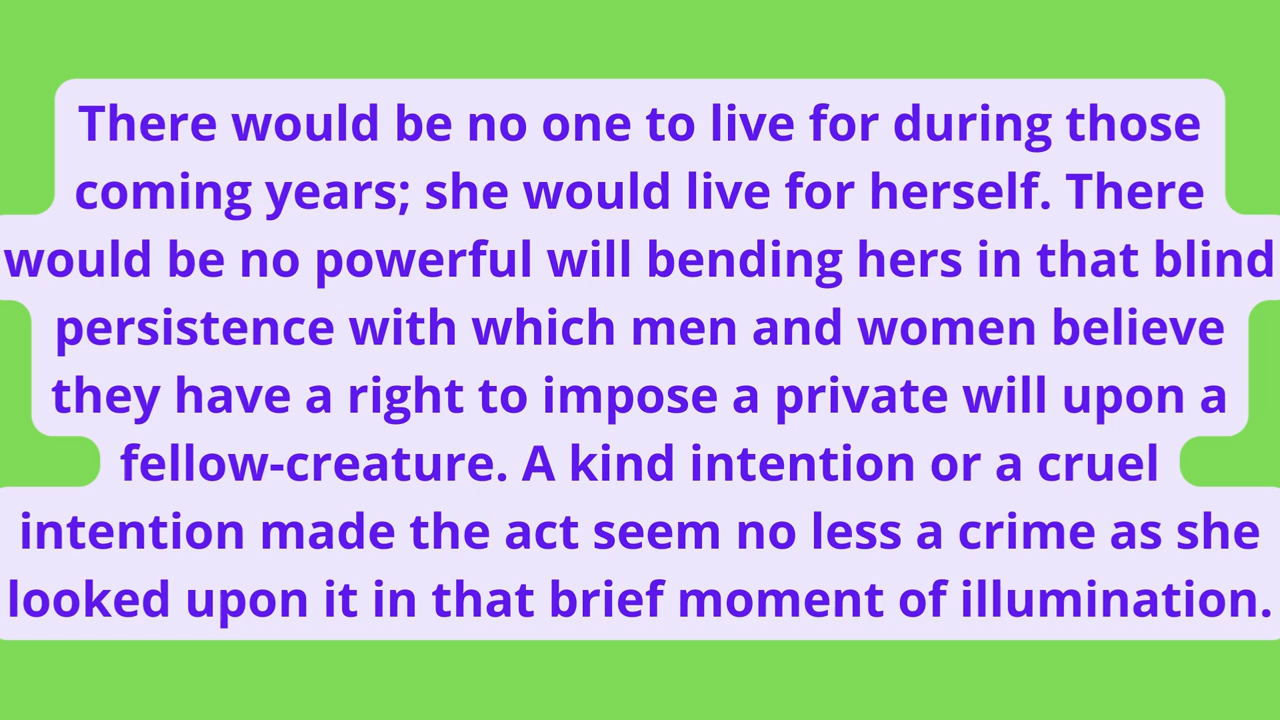 There would be no one to live for during those
coming years; she would live for herself. There
would be no powerful will bending hers in that blind
persistence with which men and women believe
they have a right to impose a private will upon a
fellow-creature. A kind intention or a cruel
intention made the act seem no less a crime as she
looked upon it in that brief moment of illumination.